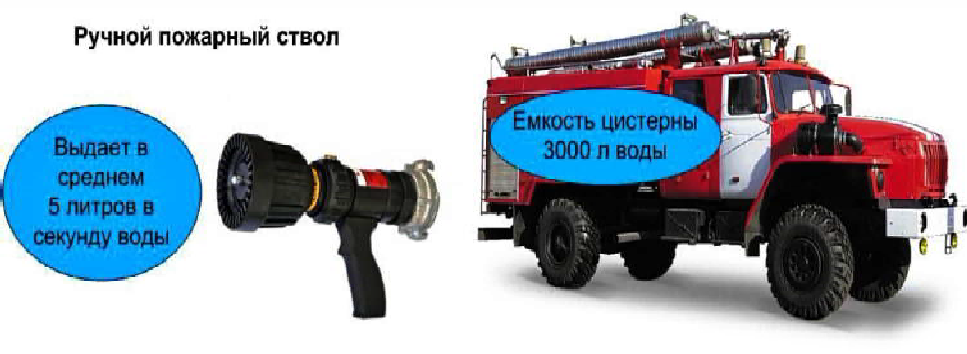 Ручной пожарный ствол
Выдает в
среднем
5 литров в
секунду воды
Емкость цистерны
3000 л воды